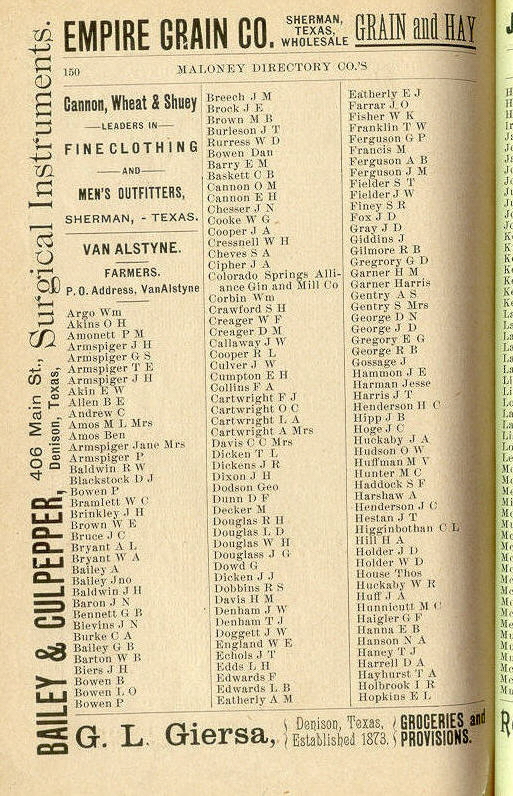 EMPIRE GRAIN CO. SHERMAN, TEXAS, WHOLESALE GRAIN and HAY
150 MALONEY DIRECTORY CO.'S
BAILEY & CULPEPPER, 406 Main St., Denison, Texas, Surgical Instruments.
Cannon, Wheat & Shuey
—LEADERS IN—
FINE CLOTHING
—AND—
MEN'S OUTFITTERS,
SHERMAN, - TEXAS.
VAN ALSTYNE.
FARMERS.
P. O. Address, VanAlstyne
Argo Wm
Akins O H
Amonett P M
Armspiger J H
Armspiger G S
Armspiger T E
Armspiger J H
Akin E W
Allen B E
Andrew C
Amos M L Mrs
Amos Ben
Armspiger Jane Mrs
Armspiger P
Baldwin R W
Blackstock D J
Bowen P
Bramlett W C
Brinkley J H
Brown W E
Bruce J C
Bryant A L
Bryant W A
Bailey A
Bailey Jno
Baldwin J H
Baron J N
Bennett G B
Blevins J N
Burke C A
Bailey G B
Barton W B
Biers J H
Bowen B
Bowen L O
Bowen P
Breech J M
Brock J E
Brown M B
Burleson J T
Rurress W D
Bowen Dan
Barry E M
Baskett C B
Cannon O M
Cannon E H
Chesser J N
Cooke W G
Cooper J A
Cressnell W H
Cheves S A
Cipher J A
Colorado Springs Alli-
ance Gin and Mill Co
Corbin Wm
Crawford S H
Creager W F
Creager D M
Callaway J W
Cooper R L
Culver J W
Cumpton E H
Collins F A
Cartwright F J
Cartwright O C
Cartwright L A
Cartwright A Mrs
Davis C C Mrs
Dicken T L
Dickens J R
Dixon J H
Dodson Geo
Dunn D F
Decker M
Douglas R H
Douglas L D
Douglas W H
Douglass J G
Dowd G
Dicken J J
Dobbins R S
Davis H M
Denham J W
Denham T J
Doggett J W
England W E
Echols J T
Edds L H
Edwards F
Edwards L B
Eatherly A M
Eatherly E J
Farrar J O
Fisher W K
Franklin T W
Ferguson G P
Francis M
Ferguson A B
Ferguson J M
Fielder S T
Fielder J W
Finey S R
Fox J D
Gray J D
Giddins J
Gilmore R B
Gregrory G D
Garner H M
Garner Harris
Gentry A S
Gentry S Mrs
George D N
George J D
Gregory E G
George R B
Gossage J
Hammon J E
Harman Jesse
Harris J T
Henderson H C
Hipp J B
Hoge J C
Huckaby J A
Hudson O W
Huffman M V
Hunter M C
Haddock S F
Harshaw A
Henderson J C
Hestan J T
Higginbothan C L
Hill H A
Holder J D
Holder W D
House Thos
Huckaby W R
Huff J A
Hunnicutt M C
Haigler G F
Hanna E B
Hanson N A
Haney T J
Harrell D A
Hayhurst T A
Holbrook I R
Hopkins E L
G. L. Giersa, Denison, Texas, Established 1873. GROCERIES and PROVISIONS.